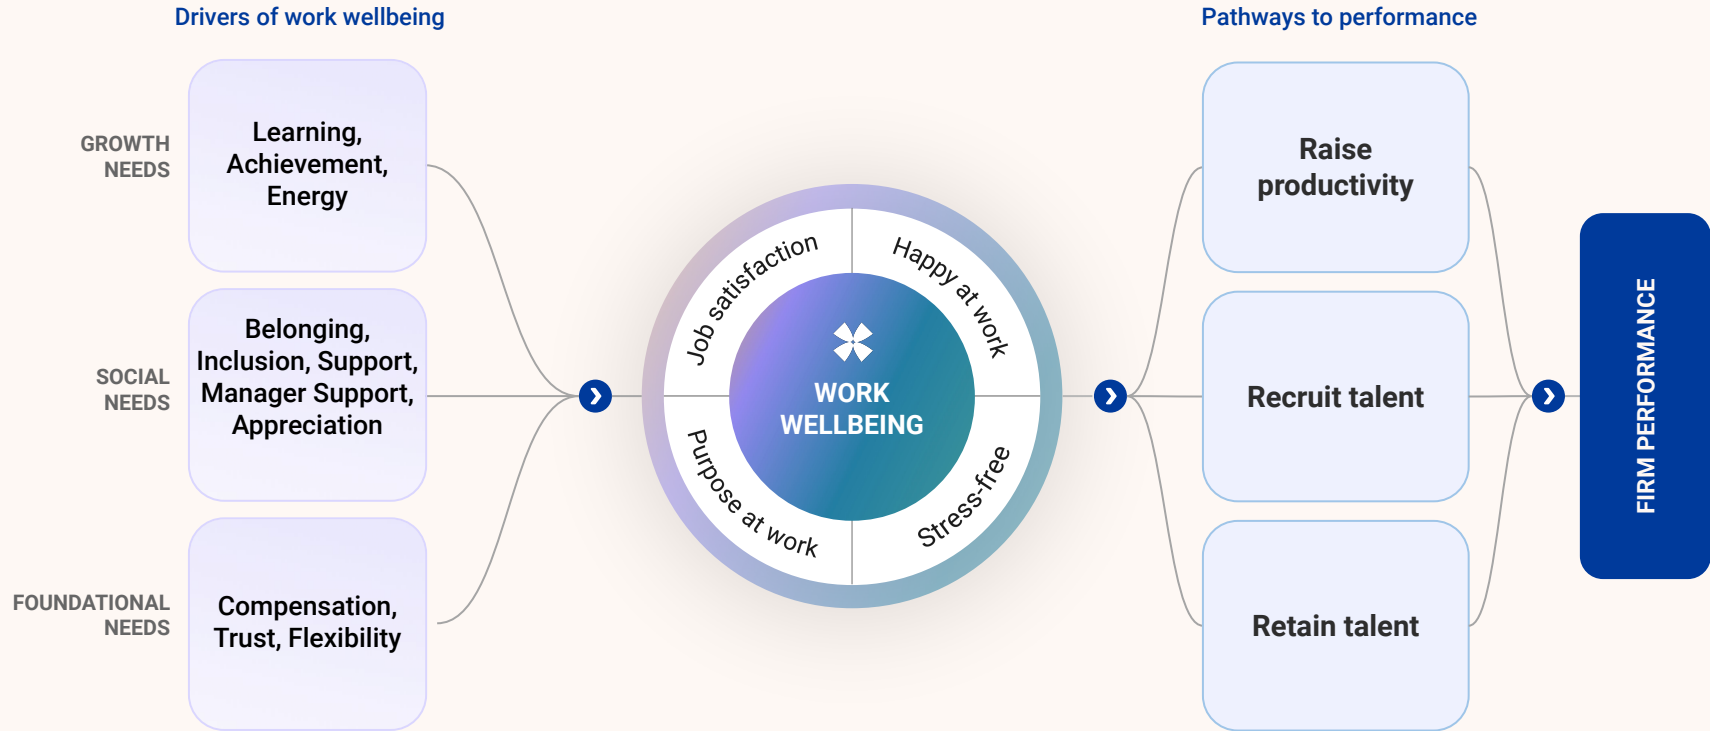 Drivers of work wellbeing
Pathways to performance
GROWTH
NEEDS
Learning,
Achievement,
Energy
SOCIAL
NEEDS
Belonging,
Inclusion, Support,
Manager Support,
Appreciation
FOUNDATIONAL
NEEDS
Compensation,
Trust, Flexibility
Job satisfaction
Happy at work
Purpose at work
Stress-free
WORK
WELLBEING
Raise
productivity
Recruit talent
Retain talent
FIRM PERFORMANCE